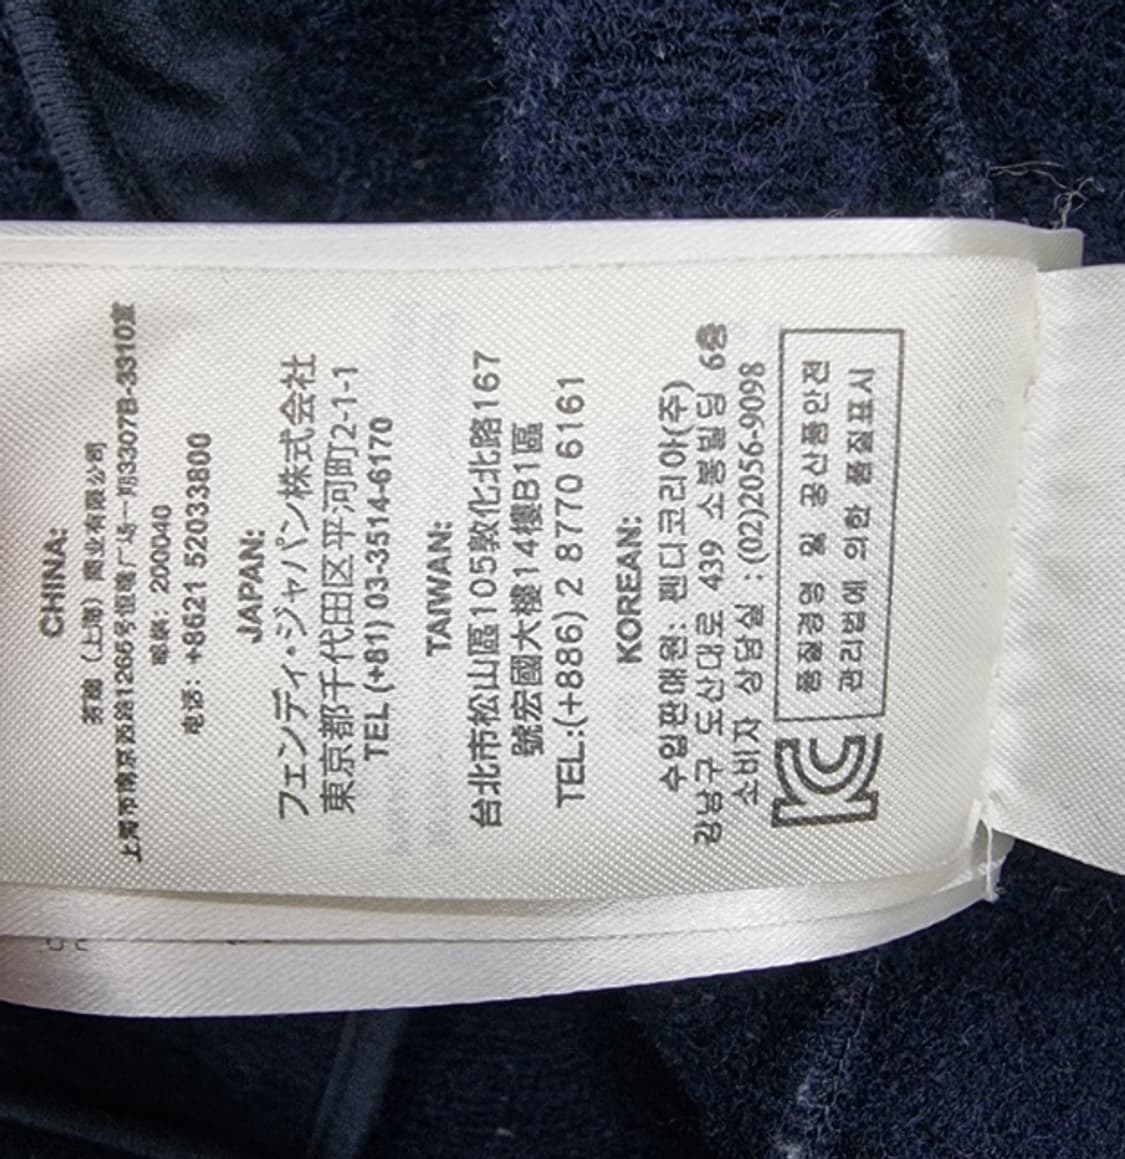 CHINA:
芬迪（上海）商业有限公司
上海市南京西路1266号恒隆广场一期3307B-3310室
邮编：200040
电话：+8621 52033800
JAPAN:
フェンディ・ジャパン株式会社
東京都千代田区平河町2-1-1
TEL (+81) 03-3514-6170
TAIWAN:
台北市松山區105敦化北路167
號宏國大樓14樓B1區
TEL:(+886) 2 8770 6161
KOREAN:
수입판매원: 펜디코리아(주)
강남구 도산대로 439 소봉빌딩 6층
소비자 상담실 : (02)2056-9098
품질경영 및 공산품안전
관리법에 의한 품질표시